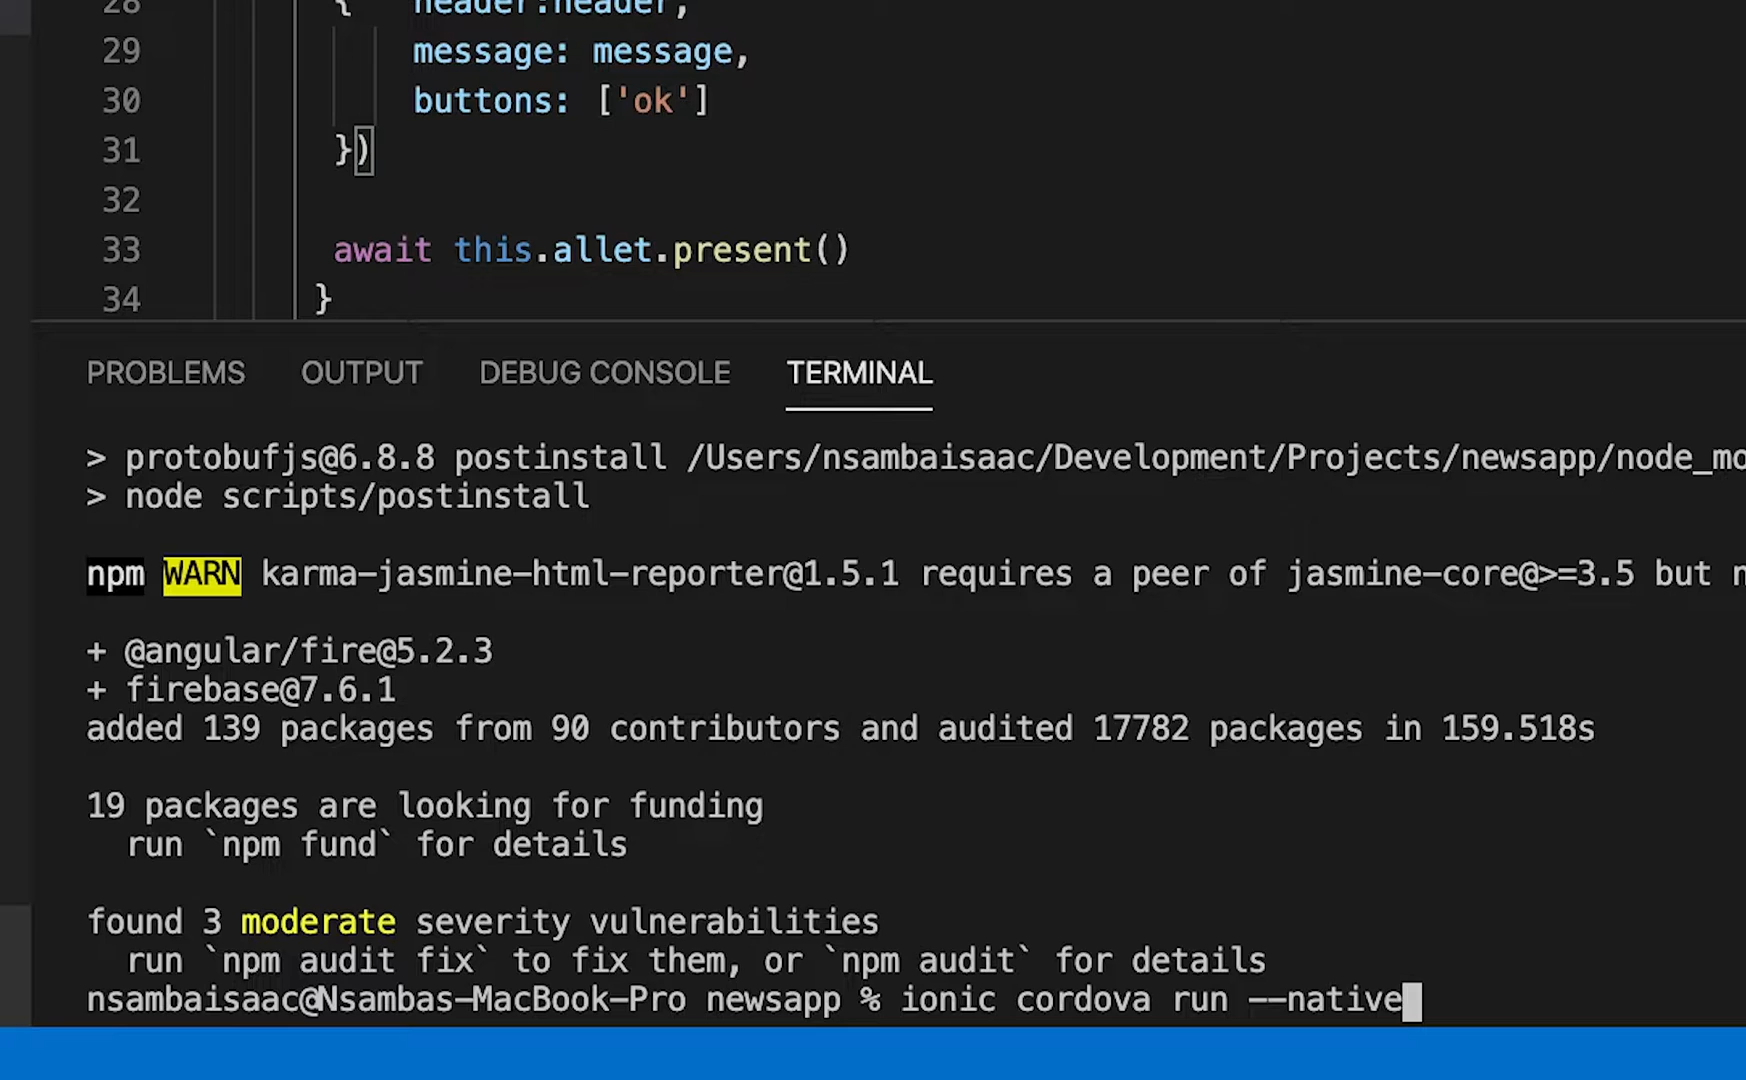 28 { header:header,
29 message: message,
30 buttons: ['ok']
31 })
32
33 await this.allet.present()
34 }
PROBLEMS OUTPUT DEBUG CONSOLE TERMINAL
> protobufjs@6.8.8 postinstall /Users/nsambaisaac/Development/Projects/newsapp/node_mo
> node scripts/postinstall
npm WARN karma-jasmine-html-reporter@1.5.1 requires a peer of jasmine-core@>=3.5 but n
+ @angular/fire@5.2.3
+ firebase@7.6.1
added 139 packages from 90 contributors and audited 17782 packages in 159.518s
19 packages are looking for funding
run `npm fund` for details
found 3 moderate severity vulnerabilities
run `npm audit fix` to fix them, or `npm audit` for details
nsambaisaac@Nsambas-MacBook-Pro newsapp % ionic cordova run --native